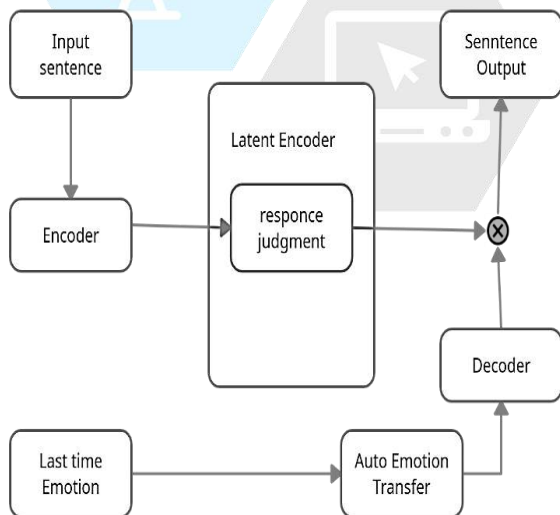 Input
sentence
Senntence
Output
Latent Encoder
Encoder
responce
judgment
Decoder
Last time
Emotion
Auto Emotion
Transfer